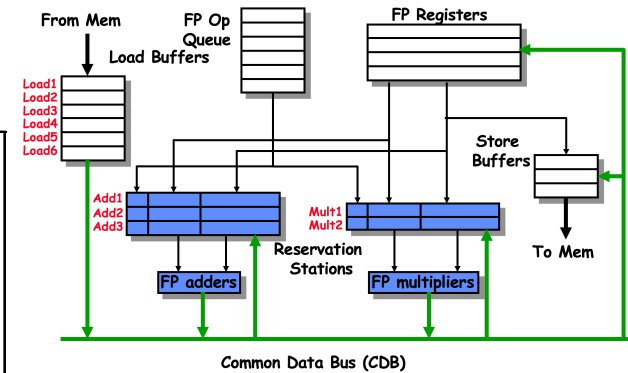 From Mem
FP Op
Queue
FP Registers
Load Buffers
Load1
Load2
Load3
Load4
Load5
Load6
Store
Buffers
Add1
Add2
Add3
Mult1
Mult2
Reservation
Stations
To Mem
FP adders
FP multipliers
Common Data Bus (CDB)